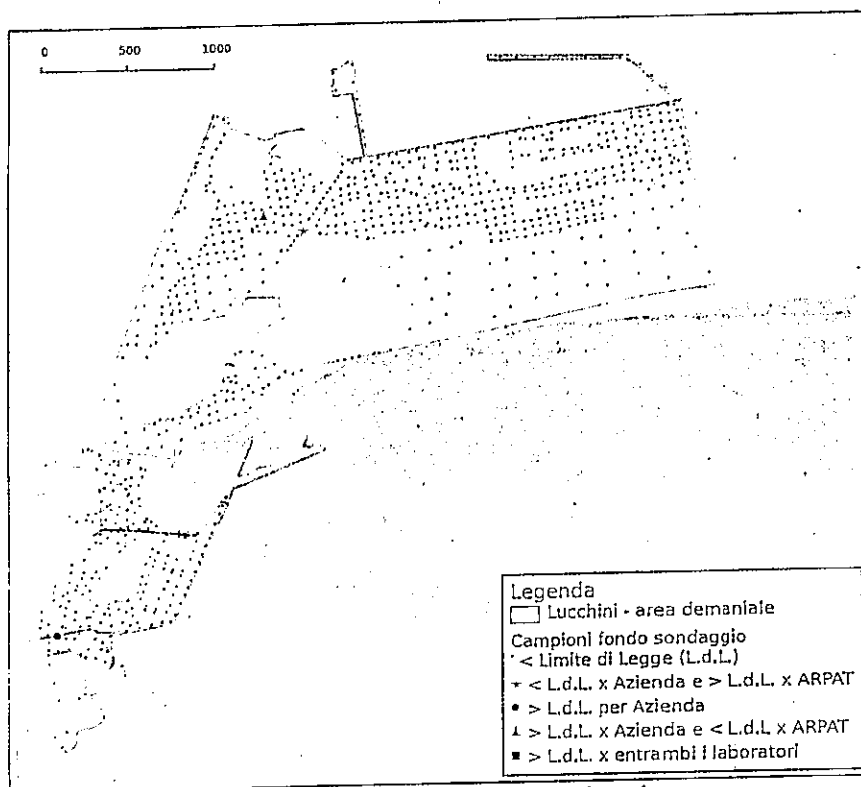 0 500 1000
Legenda
Lucchini - area demaniale
Campioni fondo sondaggio
< Limite di Legge (L.d.L.)
< L.d.L. x Azienda e > L.d.L. x ARPAT
> L.d.L. per Azienda
> L.d.L. x Azienda e < L.d.L x ARPAT
> L.d.L. x entrambi i laboratori